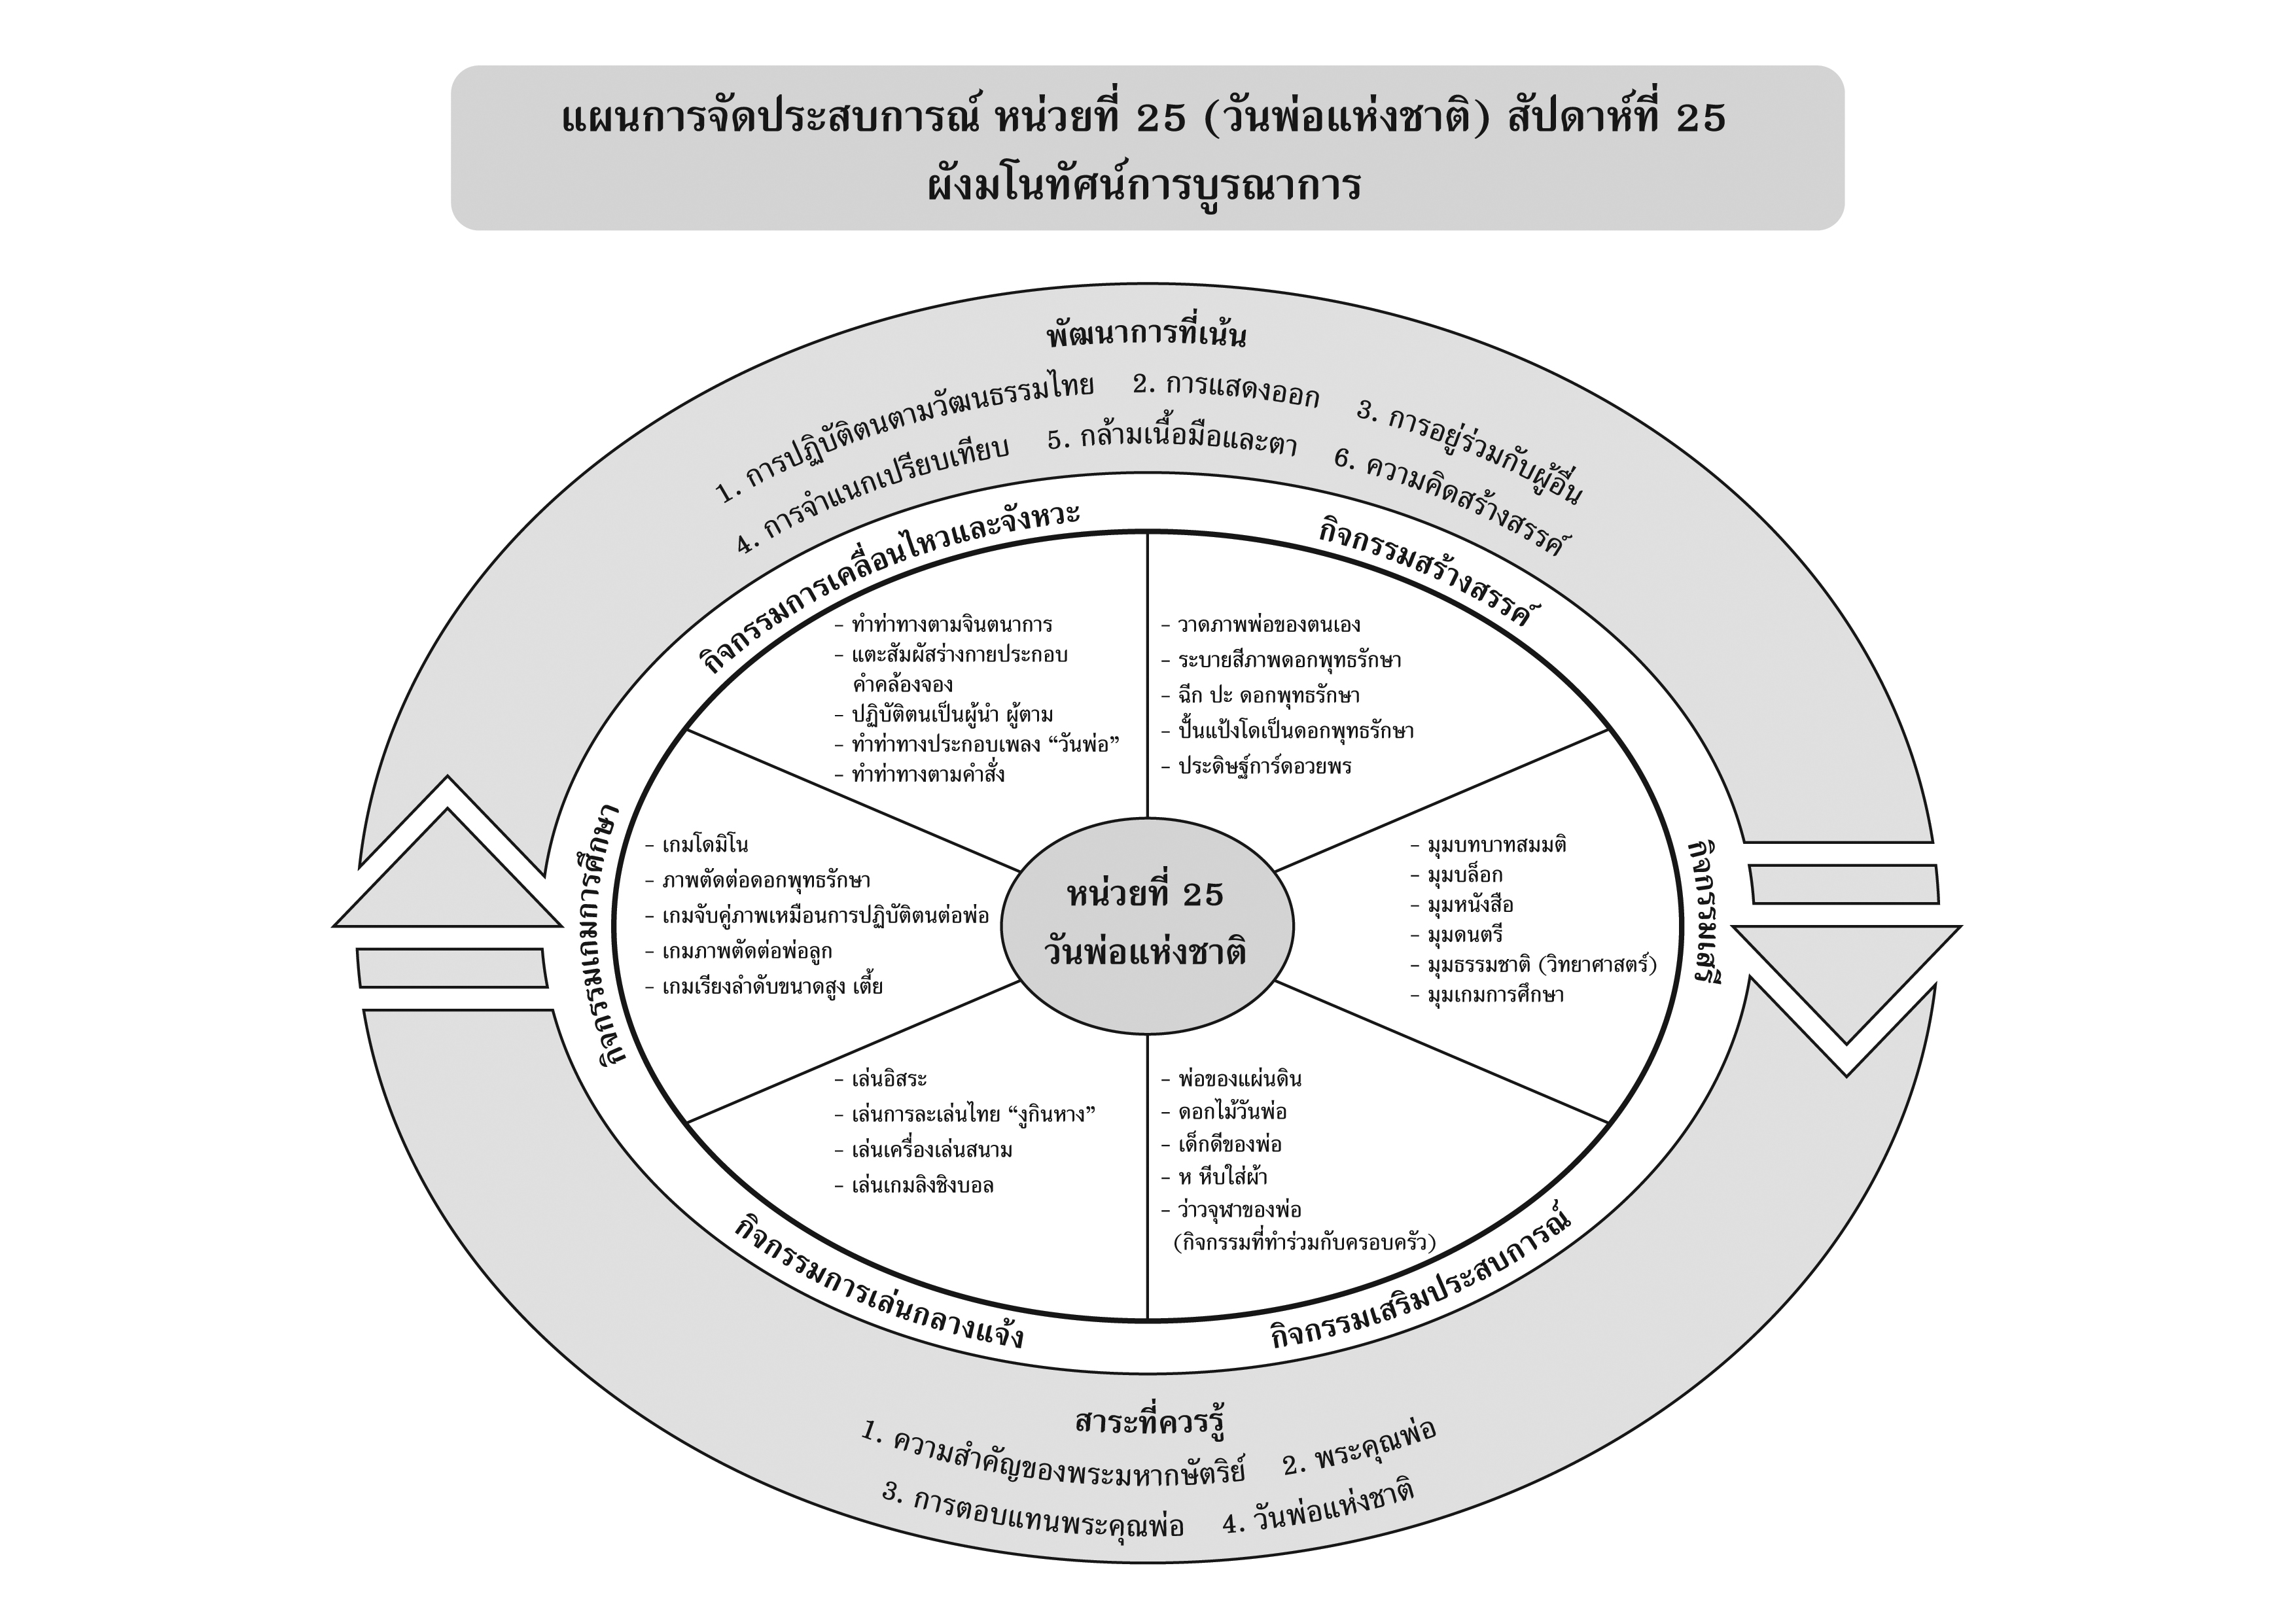 แผนการจัดประสบการณ์ หน่วยที่ 25 (วันพ่อแห่งชาติ) สัปดาห์ที่ 25
ผังมโนทัศน์การบูรณาการ
พัฒนาการที่เน้น
1. การปฏิบัติตนตามวัฒนธรรมไทย 2. การแสดงออก 3. การอยู่ร่วมกับผู้อื่น
4. การจำแนกเปรียบเทียบ 5. กล้ามเนื้อมือและตา 6. ความคิดสร้างสรรค์
กิจกรรมการเคลื่อนไหวและจังหวะ
- ทำท่าทางตามจินตนาการ
- แตะสัมผัสร่างกายประกอบ
คำคล้องจอง
- ปฏิบัติตนเป็นผู้นำ ผู้ตาม
- ทำท่าทางประกอบเพลง “วันพ่อ”
- ทำท่าทางตามคำสั่ง
กิจกรรมสร้างสรรค์
- วาดภาพพ่อของตนเอง
- ระบายสีภาพดอกพุทธรักษา
- ฉีก ปะ ดอกพุทธรักษา
- ปั้นแป้งโดเป็นดอกพุทธรักษา
- ประดิษฐ์การ์ดอวยพร
กิจกรรมเกมการศึกษา
- เกมโดมิโน
- ภาพตัดต่อดอกพุทธรักษา
- เกมจับคู่ภาพเหมือนการปฏิบัติตนต่อพ่อ
- เกมภาพตัดต่อพ่อลูก
- เกมเรียงลำดับขนาดสูง เตี้ย
หน่วยที่ 25
วันพ่อแห่งชาติ
กิจกรรมเสรี
- มุมบทบาทสมมติ
- มุมบล็อก
- มุมหนังสือ
- มุมดนตรี
- มุมธรรมชาติ (วิทยาศาสตร์)
- มุมเกมการศึกษา
- เล่นอิสระ
- เล่นการละเล่นไทย “งูกินหาง”
- เล่นเครื่องเล่นสนาม
- เล่นเกมลิงชิงบอล
กิจกรรมการเล่นกลางแจ้ง
- พ่อของแผ่นดิน
- ดอกไม้วันพ่อ
- เด็กดีของพ่อ
- ห หีบใส่ผ้า
- ว่าวจุฬาของพ่อ
(กิจกรรมที่ทำร่วมกับครอบครัว)
กิจกรรมเสริมประสบการณ์
สาระที่ควรรู้
1. ความสำคัญของพระมหากษัตริย์ 2. พระคุณพ่อ
3. การตอบแทนพระคุณพ่อ 4. วันพ่อแห่งชาติ